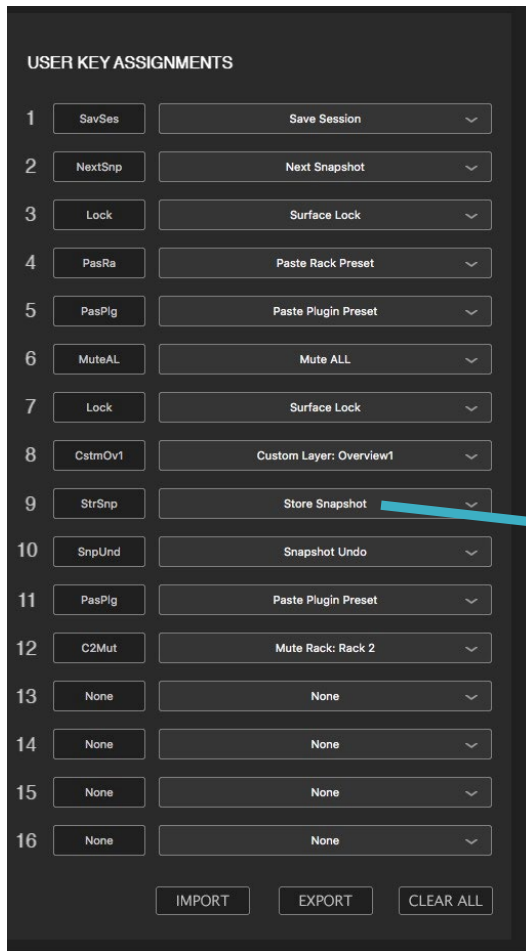 USER KEY ASSIGNMENTS
1 SavSes Save Session
2 NextSnp Next Snapshot
3 Lock Surface Lock
4 PasRa Paste Rack Preset
5 PasPlg Paste Plugin Preset
6 MuteAL Mute ALL
7 Lock Surface Lock
8 CstmOv1 Custom Layer: Overview1
9 StrSnp Store Snapshot
10 SnpUnd Snapshot Undo
11 PasPlg Paste Plugin Preset
12 C2Mut Mute Rack: Rack 2
13 None None
14 None None
15 None None
16 None None
IMPORT EXPORT CLEAR ALL